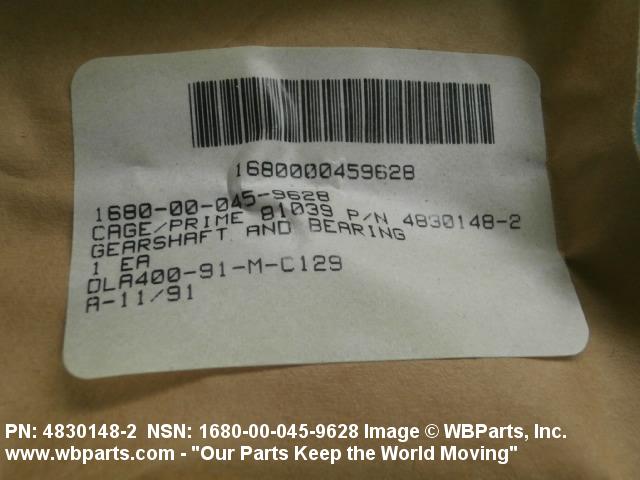 1680000459628
1680-00-045-9628
CAGE/PRIME 81039 P/N 4830148-2
GEARSHAFT AND BEARING
1 EA
DLA400-91-M-C129
A-11/91
PN: 4830148-2 NSN: 1680-00-045-9628 Image © WBParts, Inc.
www.wbparts.com - "Our Parts Keep the World Moving"